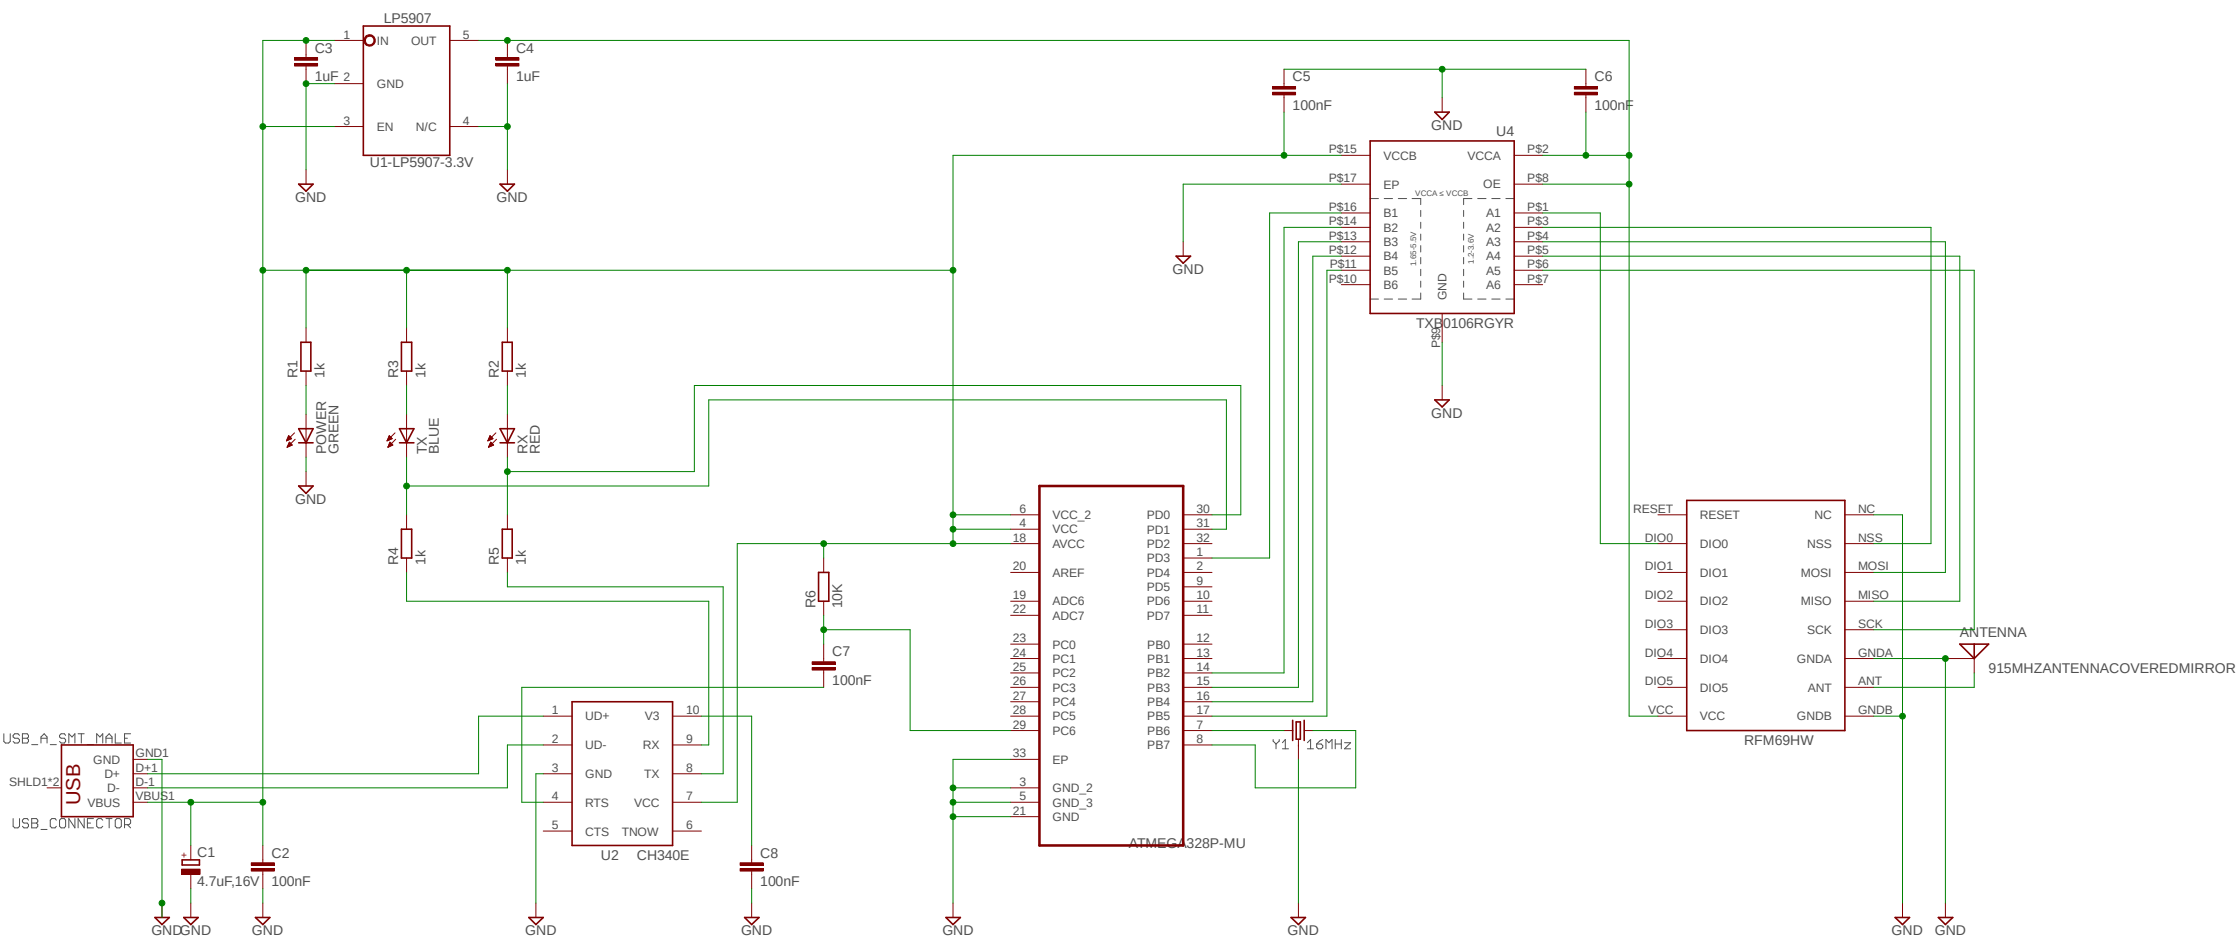 LP5907
1 IN OUT 5
C3
1uF
2 GND
3 EN N/C 4
U1-LP5907-3.3V
C4
1uF
GND
GND
C5
100nF
C6
100nF
GND
U4
P$15 VCCB VCCA P$2
P$17 EP OE P$8
VCCA ≤ VCCB
P$16 B1 A1 P$1
P$14 B2 A2 P$3
P$13 B3 A3 P$4
P$12 B4 A4 P$5
P$11 B5 A5 P$6
P$10 B6 A6 P$7
1.65-5.5V
1.2-3.6V
GND
TXB0106RGYR
P$9
GND
GND
R1
1k
R3
1k
R2
1k
POWER
GREEN
TX
BLUE
RX
RED
GND
R4
1k
R5
1k
R6
10K
C7
100nF
6 VCC_2 PD0 30
4 VCC PD1 31
18 AVCC PD2 32
PD3 1
20 AREF PD4 2
PD5 9
19 ADC6 PD6 10
22 ADC7 PD7 11
23 PC0 PB0 12
24 PC1 PB1 13
25 PC2 PB2 14
26 PC3 PB3 15
27 PC4 PB4 16
28 PC5 PB5 17
29 PC6 PB6 7
PB7 8
33 EP
3 GND_2
5 GND_3
21 GND
ATMEGA328P-MU
Y1 16MHz
RESET RESET NC NC
DIO0 DIO0 NSS NSS
DIO1 DIO1 MOSI MOSI
DIO2 DIO2 MISO MISO
DIO3 DIO3 SCK SCK
DIO4 DIO4 GNDA GNDA
DIO5 DIO5 ANT ANT
VCC VCC GNDB GNDB
RFM69HW
ANTENNA
915MHZANTENNACOVEREDMIRROR
1 UD+ V3 10
2 UD- RX 9
3 GND TX 8
4 RTS VCC 7
5 CTS TNOW 6
U2 CH340E
USB_A_SMT_MALE
GND GND1
D+ D+1
SHLD1*2 D- D-1
VBUS VBUS1
USB
USB_CONNECTOR
+ C1
4.7uF,16V
C2
100nF
C8
100nF
GND
GND
GND
GND
GND
GND
GND
GND
GND